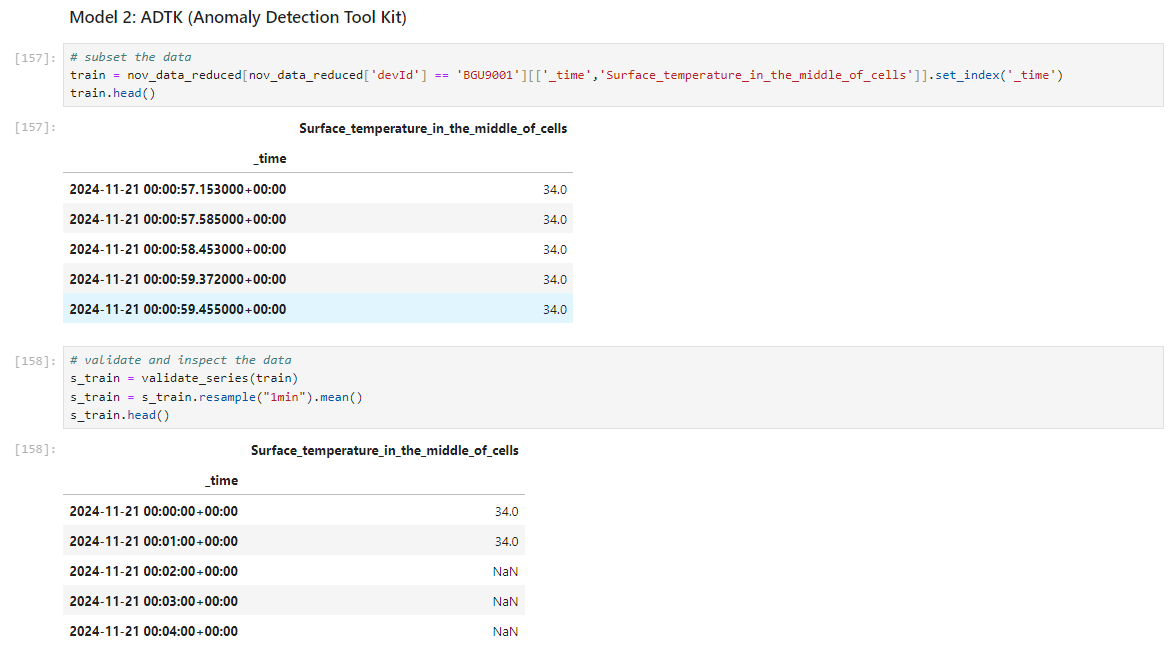 Model 2: ADTK (Anomaly Detection Tool Kit)
[157]: # subset the data
train = nov_data_reduced[nov_data_reduced['devId'] == 'BGU9001'][['_time','Surface_temperature_in_the_middle_of_cells']].set_index('_time')
train.head()
[157]: Surface_temperature_in_the_middle_of_cells
_time
2024-11-21 00:00:57.153000+00:00 34.0
2024-11-21 00:00:57.585000+00:00 34.0
2024-11-21 00:00:58.453000+00:00 34.0
2024-11-21 00:00:59.372000+00:00 34.0
2024-11-21 00:00:59.455000+00:00 34.0
[158]: # validate and inspect the data
s_train = validate_series(train)
s_train = s_train.resample("1min").mean()
s_train.head()
[158]: Surface_temperature_in_the_middle_of_cells
_time
2024-11-21 00:00:00+00:00 34.0
2024-11-21 00:01:00+00:00 34.0
2024-11-21 00:02:00+00:00 NaN
2024-11-21 00:03:00+00:00 NaN
2024-11-21 00:04:00+00:00 NaN